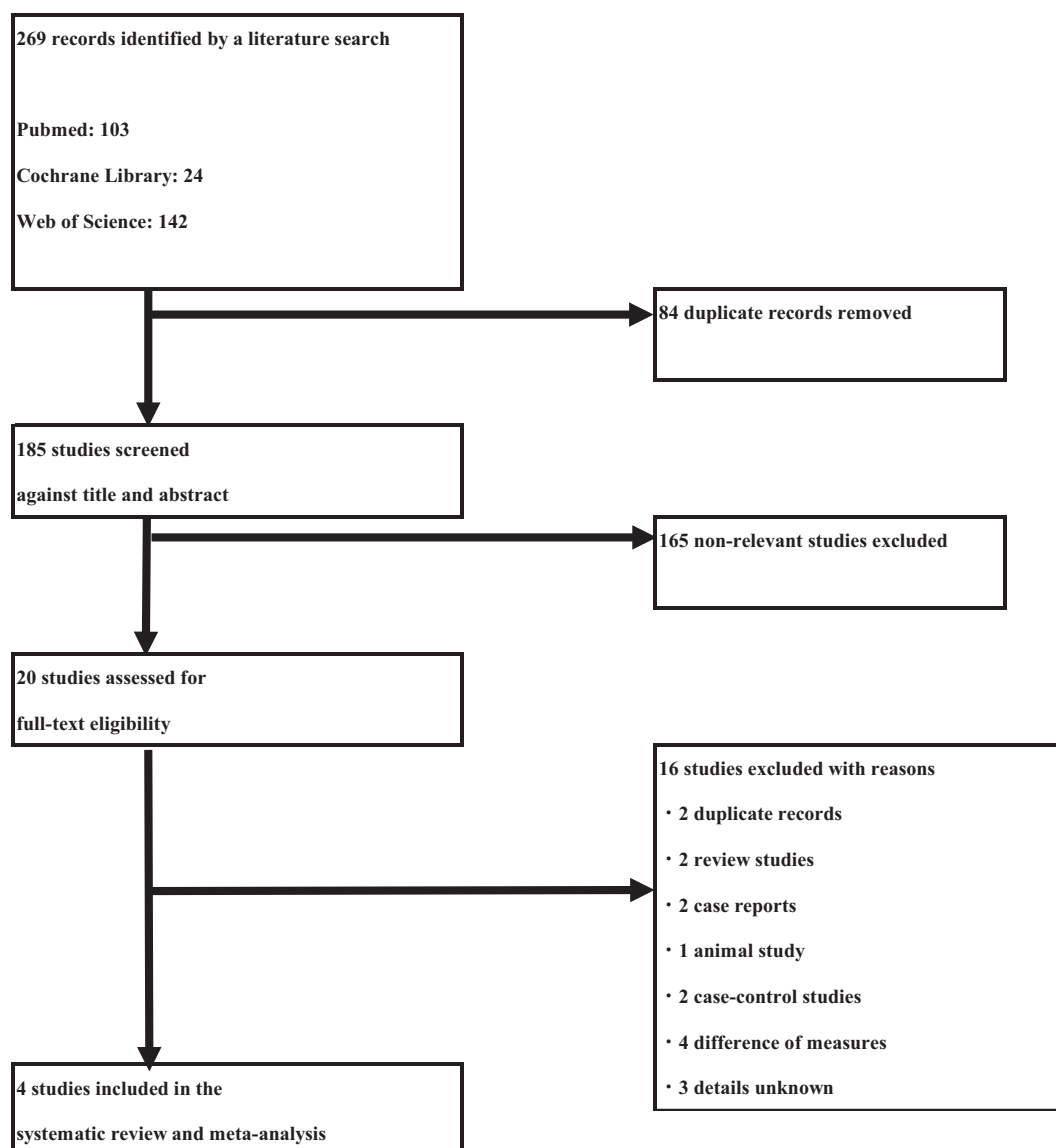 269 records identified by a literature search
Pubmed: 103
Cochrane Library: 24
Web of Science: 142
84 duplicate records removed
185 studies screened
against title and abstract
165 non-relevant studies excluded
20 studies assessed for
full-text eligibility
16 studies excluded with reasons
・2 duplicate records
・2 review studies
・2 case reports
・1 animal study
・2 case-control studies
・4 difference of measures
・3 details unknown
4 studies included in the
systematic review and meta-analysis